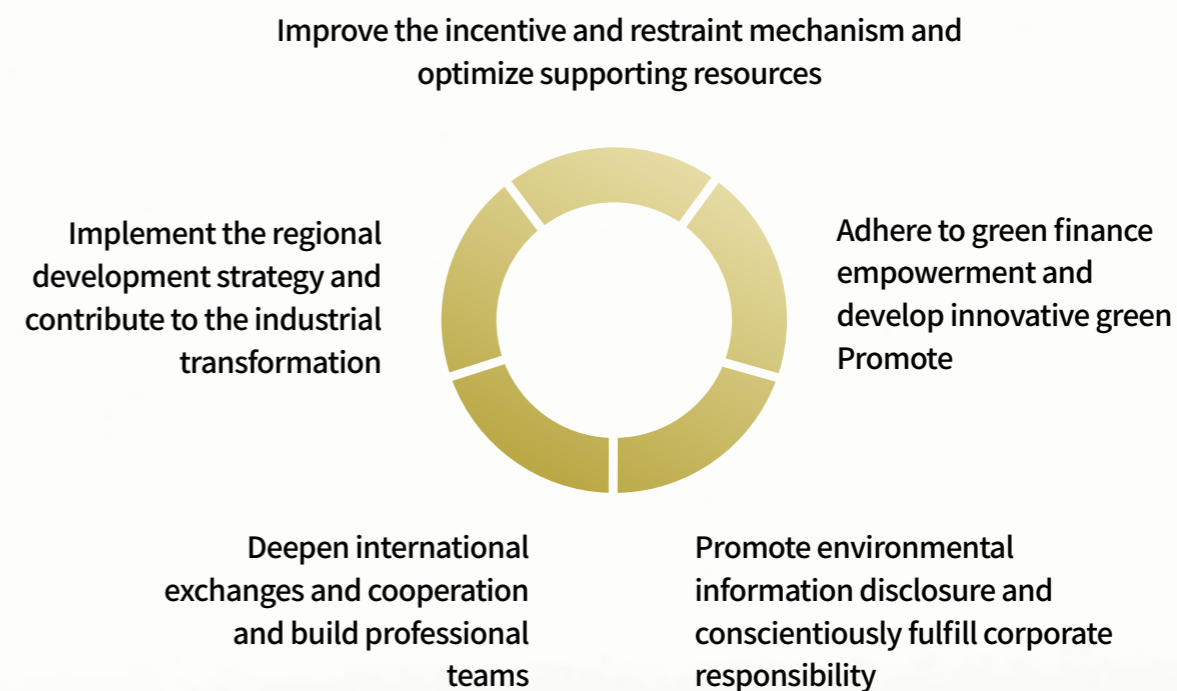 Improve the incentive and restraint mechanism and
optimize supporting resources
Implement the regional
development strategy and
contribute to the industrial
transformation
Adhere to green finance
empowerment and
develop innovative green
Promote
Deepen international
exchanges and cooperation
and build professional
teams
Promote environmental
information disclosure and
conscientiously fulfill corporate
responsibility